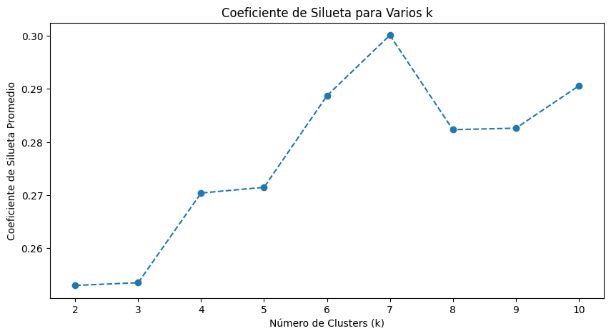 Coeficiente de Silueta para Varios k
Coeficiente de Silueta Promedio
0.30
0.29
0.28
0.27
0.26
2 3 4 5 6 7 8 9 10
Número de Clusters (k)